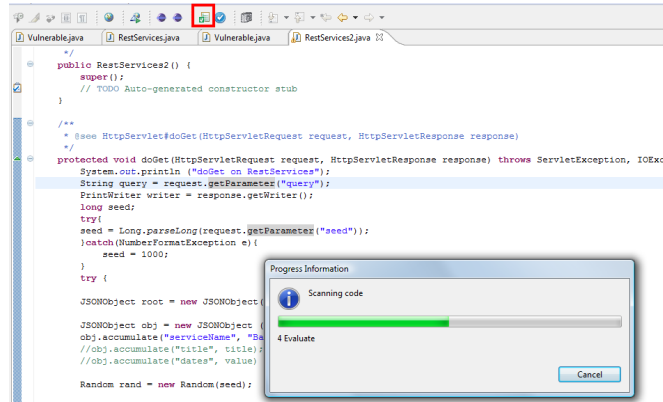 Vulnerable.java
RestServices.java
Vulnerable.java
RestServices2.java
*/
public RestServices2() {
super();
// TODO Auto-generated constructor stub
}
/**
* @see HttpServlet#doGet(HttpServletRequest request, HttpServletResponse response)
*/
protected void doGet(HttpServletRequest request, HttpServletResponse response) throws ServletException, IOExc
System.out.println ("doGet on RestServices");
String query = request.getParameter("query");
PrintWriter writer = response.getWriter();
long seed;
try{
seed = Long.parseLong(request.getParameter("seed"));
}catch(NumberFormatException e){
seed = 1000;
}
try {
JSONObject root = new JSONObject(
JSONObject obj = new JSONObject (
obj.accumulate("serviceName", "Ba
//obj.accumulate("title", title);
//obj.accumulate("dates", value)
Random rand = new Random(seed);
Progress Information
Scanning code
4 Evaluate
Cancel